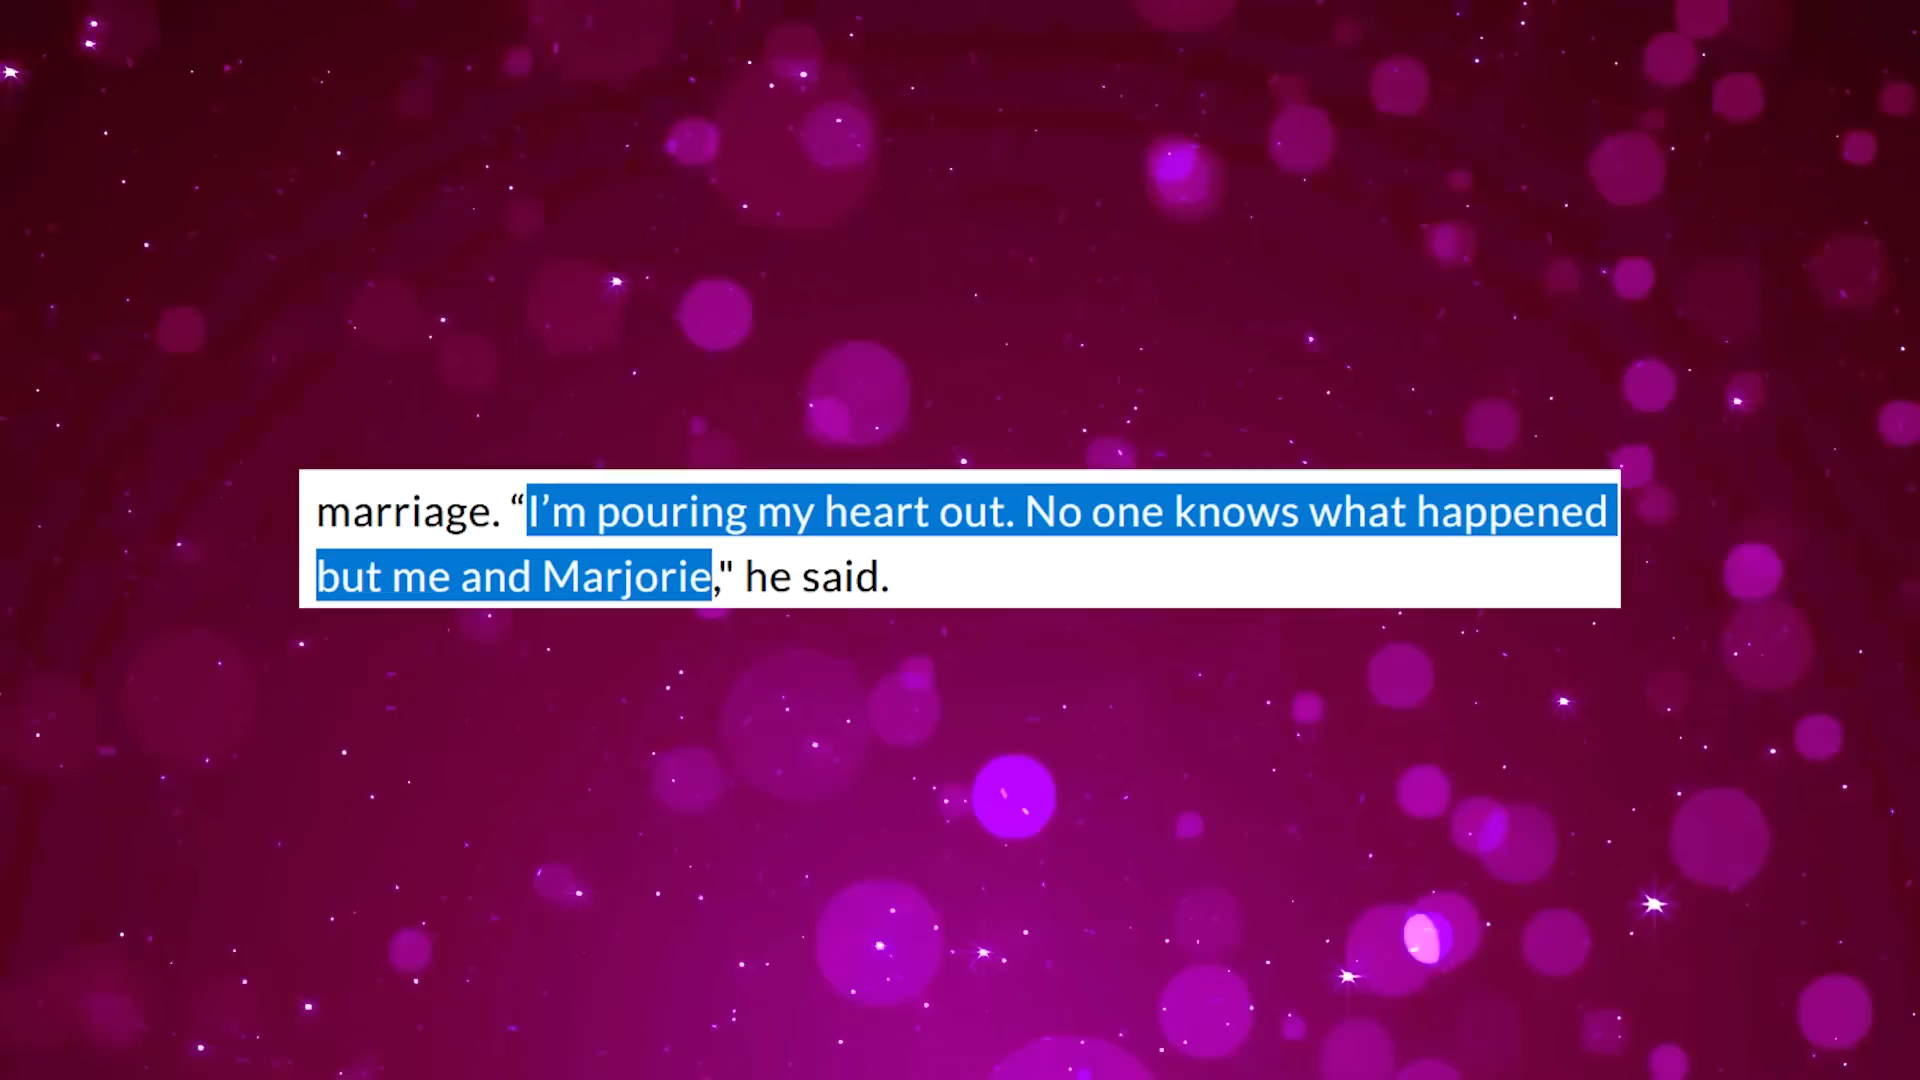 marriage. “I’m pouring my heart out. No one knows what happened
but me and Marjorie," he said.